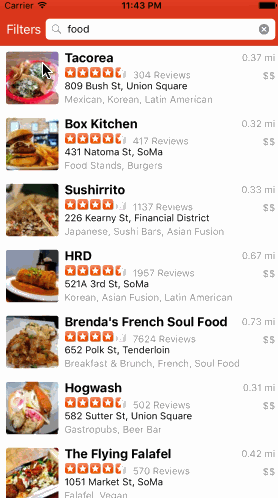 Carrier 11:43 PM
Filters food
Tacorea 0.37 mi
304 Reviews $$
809 Bush St, Union Square
Mexican, Korean, Latin American
Box Kitchen 0.32 mi
417 Reviews $$
431 Natoma St, SoMa
Food Stands, Burgers
Sushirrito 0.33 mi
1137 Reviews $$
226 Kearny St, Financial District
Japanese, Sushi Bars, Asian Fusion
HRD 0.67 mi
1957 Reviews $$
521A 3rd St, SoMa
Korean, Asian Fusion, Latin American
Brenda's French Soul Food 0.73 mi
7624 Reviews $$
652 Polk St, Tenderloin
Breakfast & Brunch, French, Soul Food
Hogwash 0.31 mi
502 Reviews $$
582 Sutter St, Union Square
Gastropubs, Beer Bar
The Flying Falafel 0.42 mi
570 Reviews $$
1051 Market St, SoMa
Falafel, Vegan